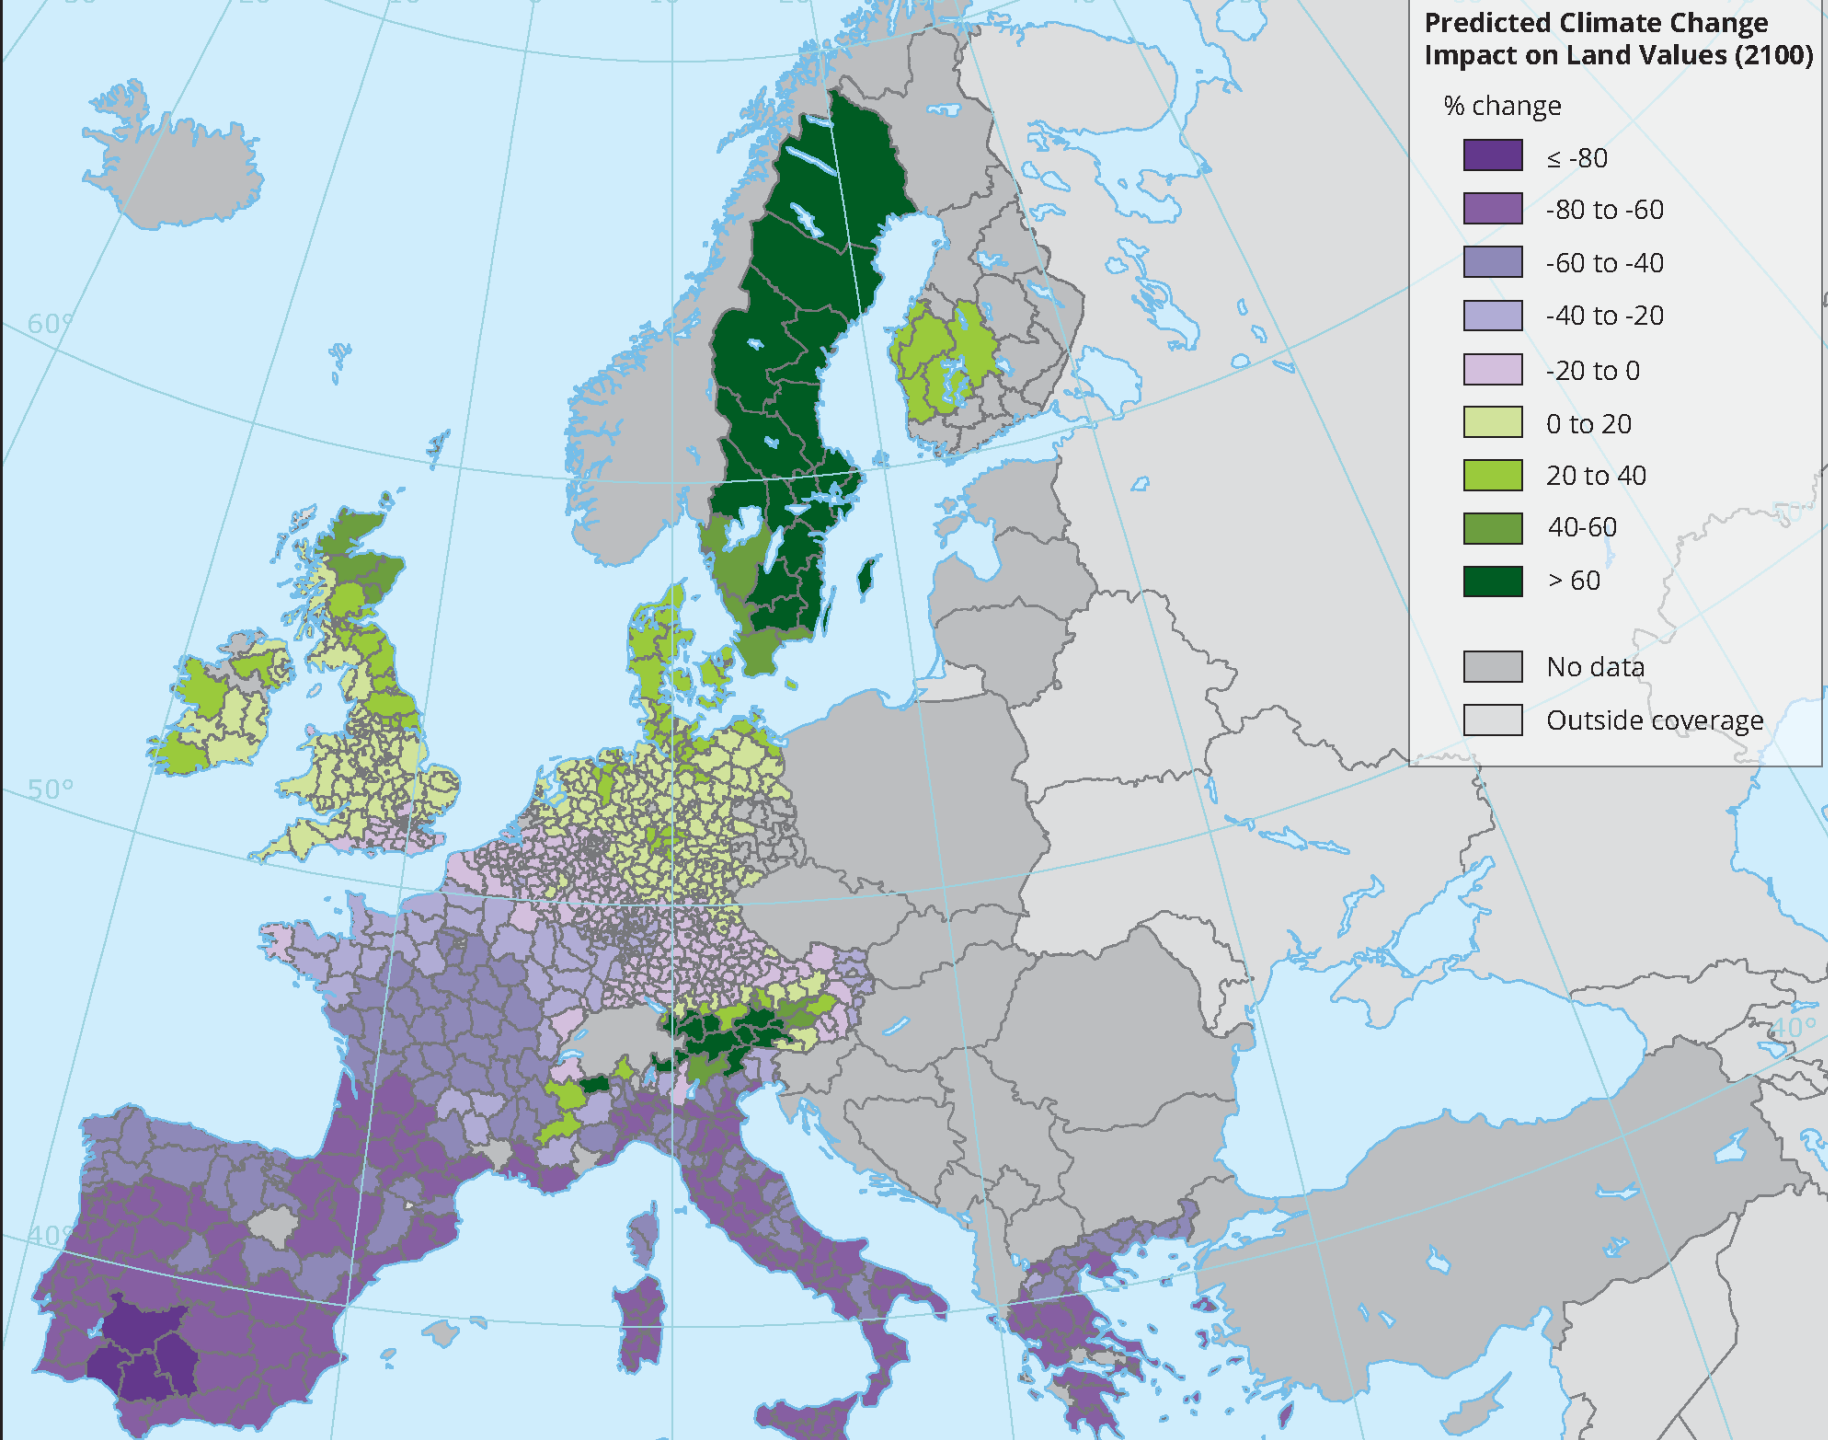 Predicted Climate Change
Impact on Land Values (2100)
% change
≤ -80
-80 to -60
-60 to -40
-40 to -20
-20 to 0
0 to 20
20 to 40
40-60
> 60
No data
Outside coverage
60°
50°
40°
50°
40°